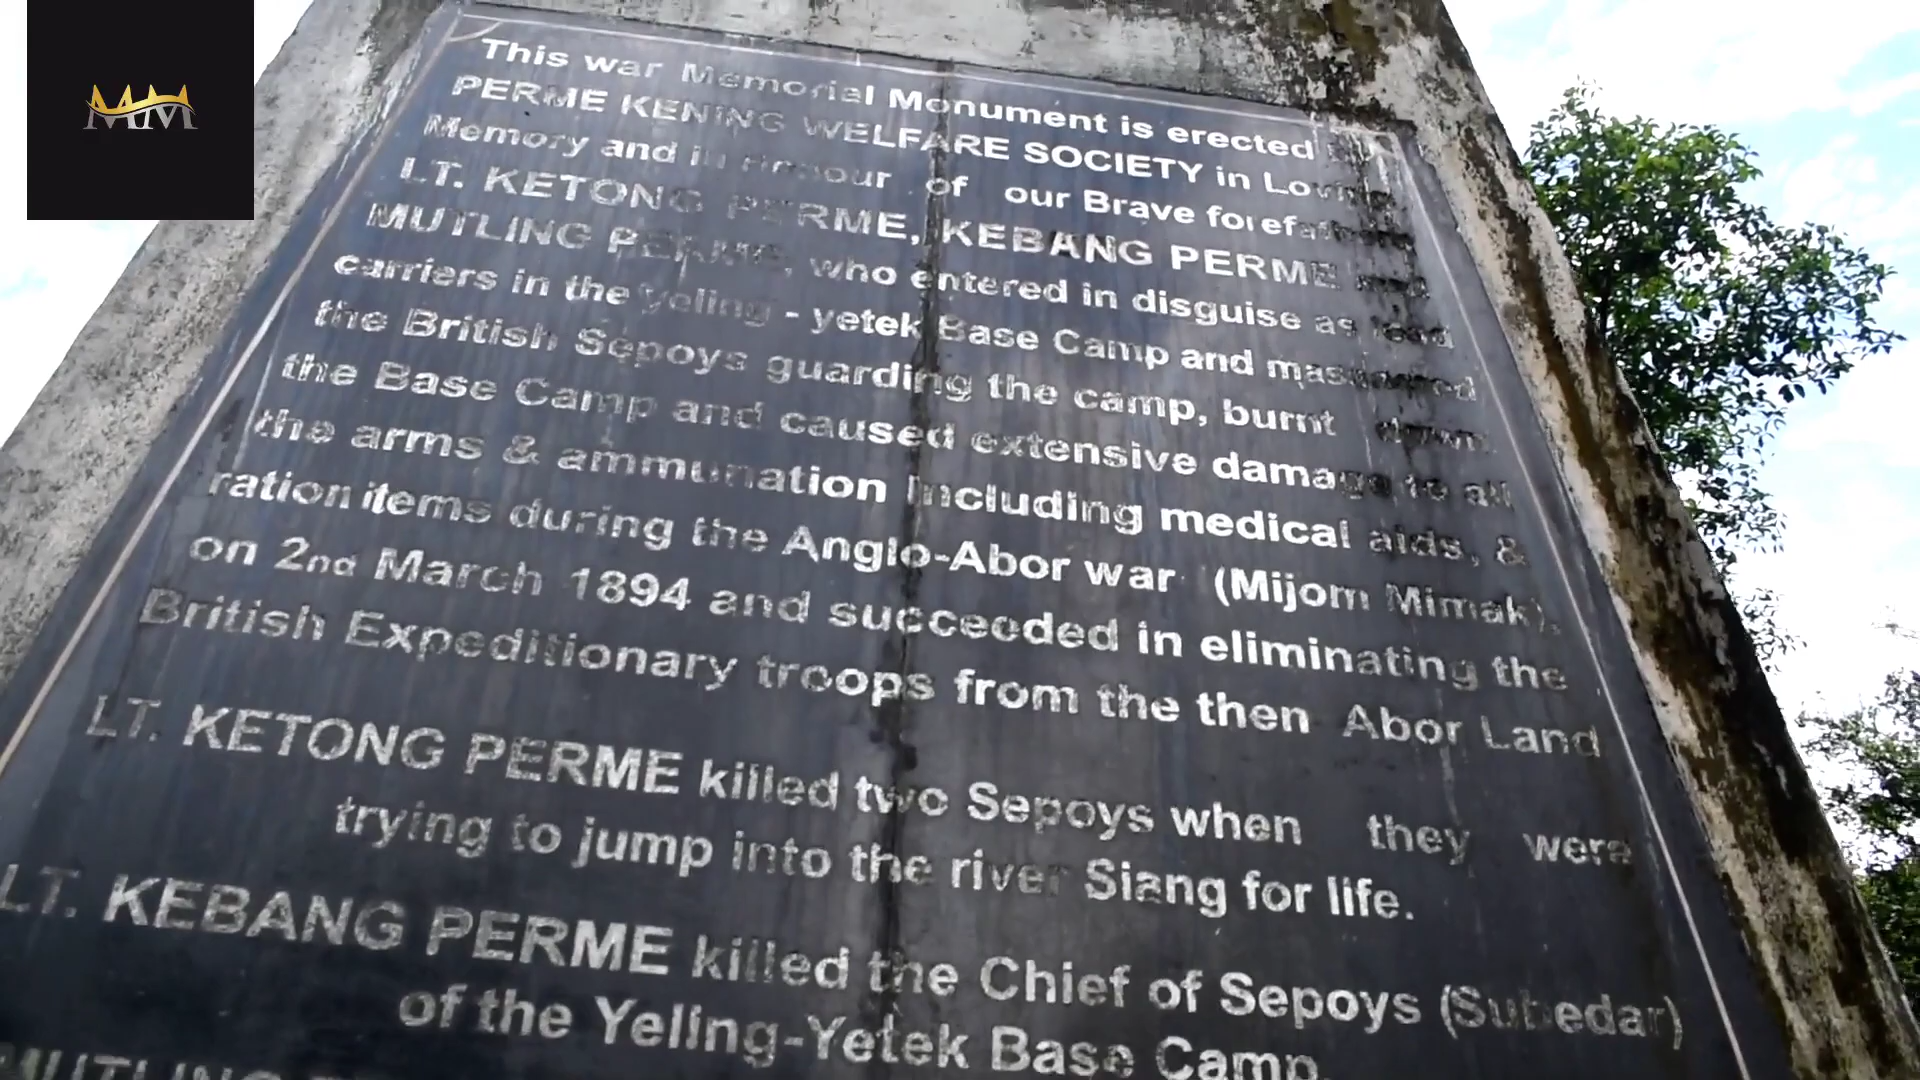 MM
This war Memorial Monument is erected
PERME KENING WELFARE SOCIETY in Loving
Memory and in Honour of our Brave forefathers
LT. KETONG PERME, KEBANG PERME and
MUTLING PERME, who entered in disguise as load
carriers in the yeling - yetek Base Camp and massacred
the British Sepoys guarding the camp, burnt down
the Base Camp and caused extensive damage to all
the arms & ammunation including medical aids, &
ration items during the Anglo-Abor war (Mijom Mimak),
on 2nd March 1894 and succeeded in eliminating the
British Expeditionary troops from the then Abor Land
LT. KETONG PERME killed two Sepoys when they were
trying to jump into the river Siang for life.
LT. KEBANG PERME killed the Chief of Sepoys (Subedar)
of the Yeling-Yetek Base Camp.
MUTLING